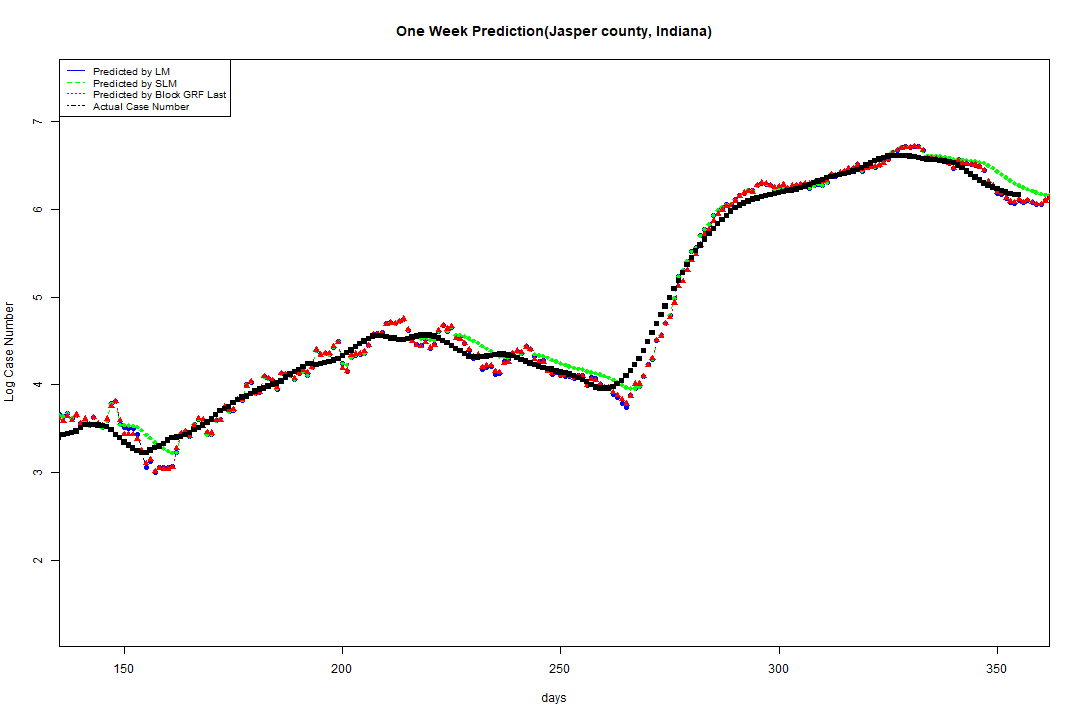 One Week Prediction(Jasper county, Indiana)
Predicted by LM
Predicted by SLM
Predicted by Block GRF Last
Actual Case Number
7
6
5
4
3
2
Log Case Number
150 200 250 300 350
days